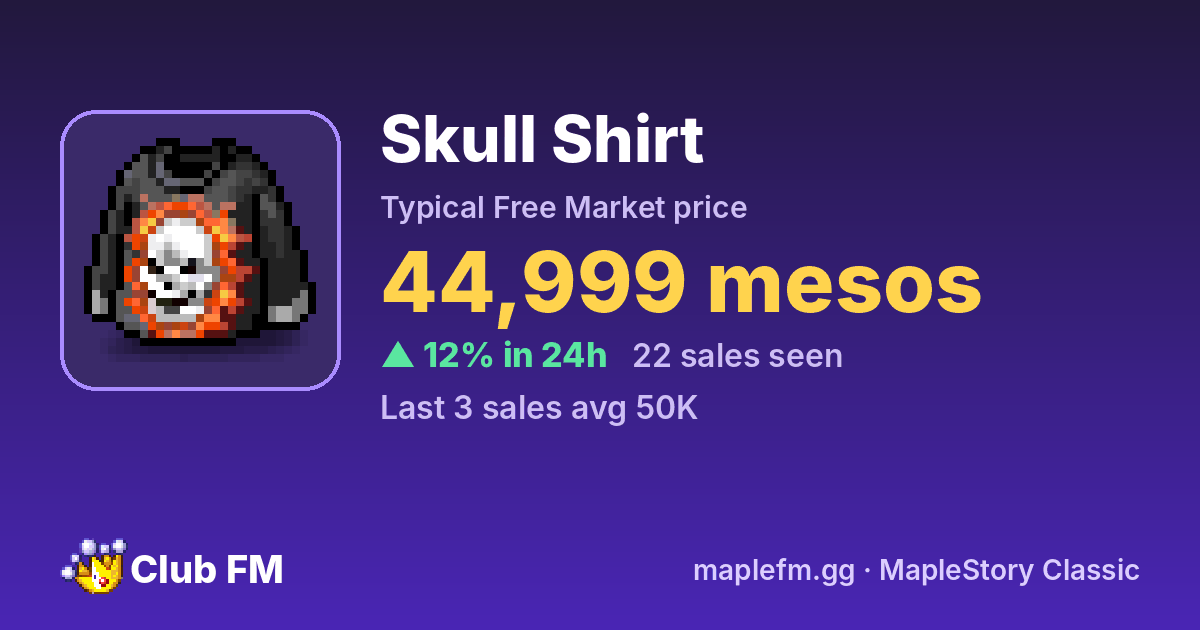 Skull Shirt
Typical Free Market price
44,999 mesos
▲ 12% in 24h 22 sales seen
Last 3 sales avg 50K
Club FM
maplefm.gg · MapleStory Classic